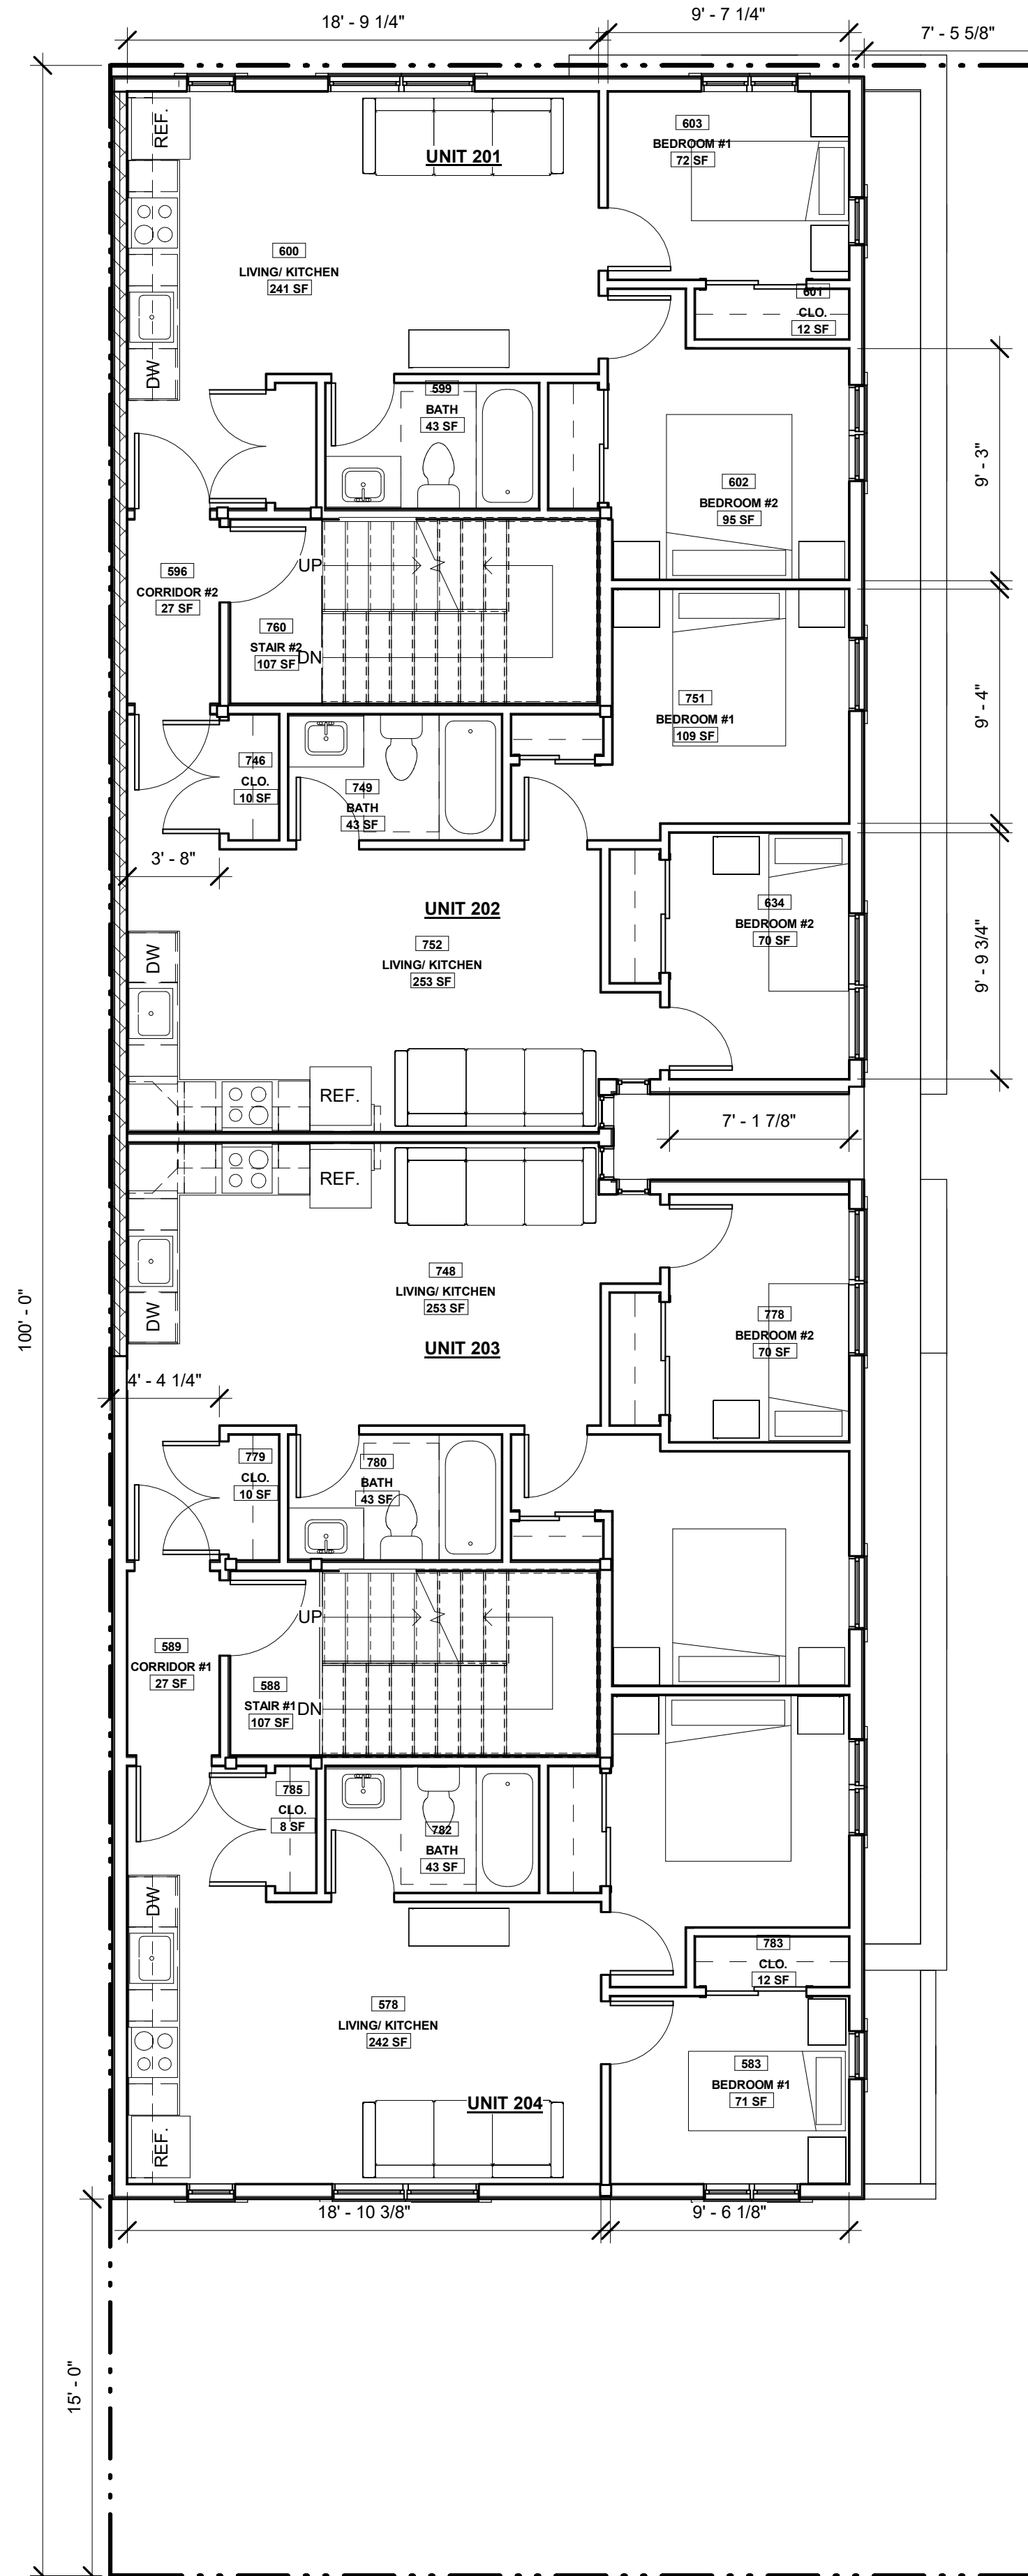 18' - 9 1/4"
9' - 7 1/4"
7' - 5 5/8"
REF.
UNIT 201
603
BEDROOM #1
72 SF
600
LIVING/ KITCHEN
241 SF
601
CLO.
12 SF
DW
599
BATH
43 SF
602
BEDROOM #2
95 SF
9' - 3"
UP
596
CORRIDOR #2
27 SF
760
STAIR #2
107 SF
DN
751
BEDROOM #1
109 SF
9' - 4"
746
CLO.
10 SF
749
BATH
43 SF
3' - 8"
UNIT 202
752
LIVING/ KITCHEN
253 SF
634
BEDROOM #2
70 SF
9' - 9 3/4"
DW
REF.
7' - 1 7/8"
REF.
DW
748
LIVING/ KITCHEN
253 SF
UNIT 203
778
BEDROOM #2
70 SF
100' - 0"
4' - 4 1/4"
779
CLO.
10 SF
780
BATH
43 SF
UP
589
CORRIDOR #1
27 SF
588
STAIR #1
107 SF
DN
785
CLO.
8 SF
782
BATH
43 SF
DW
783
CLO.
12 SF
578
LIVING/ KITCHEN
242 SF
583
BEDROOM #1
71 SF
UNIT 204
REF.
18' - 10 3/8"
9' - 6 1/8"
15' - 0"